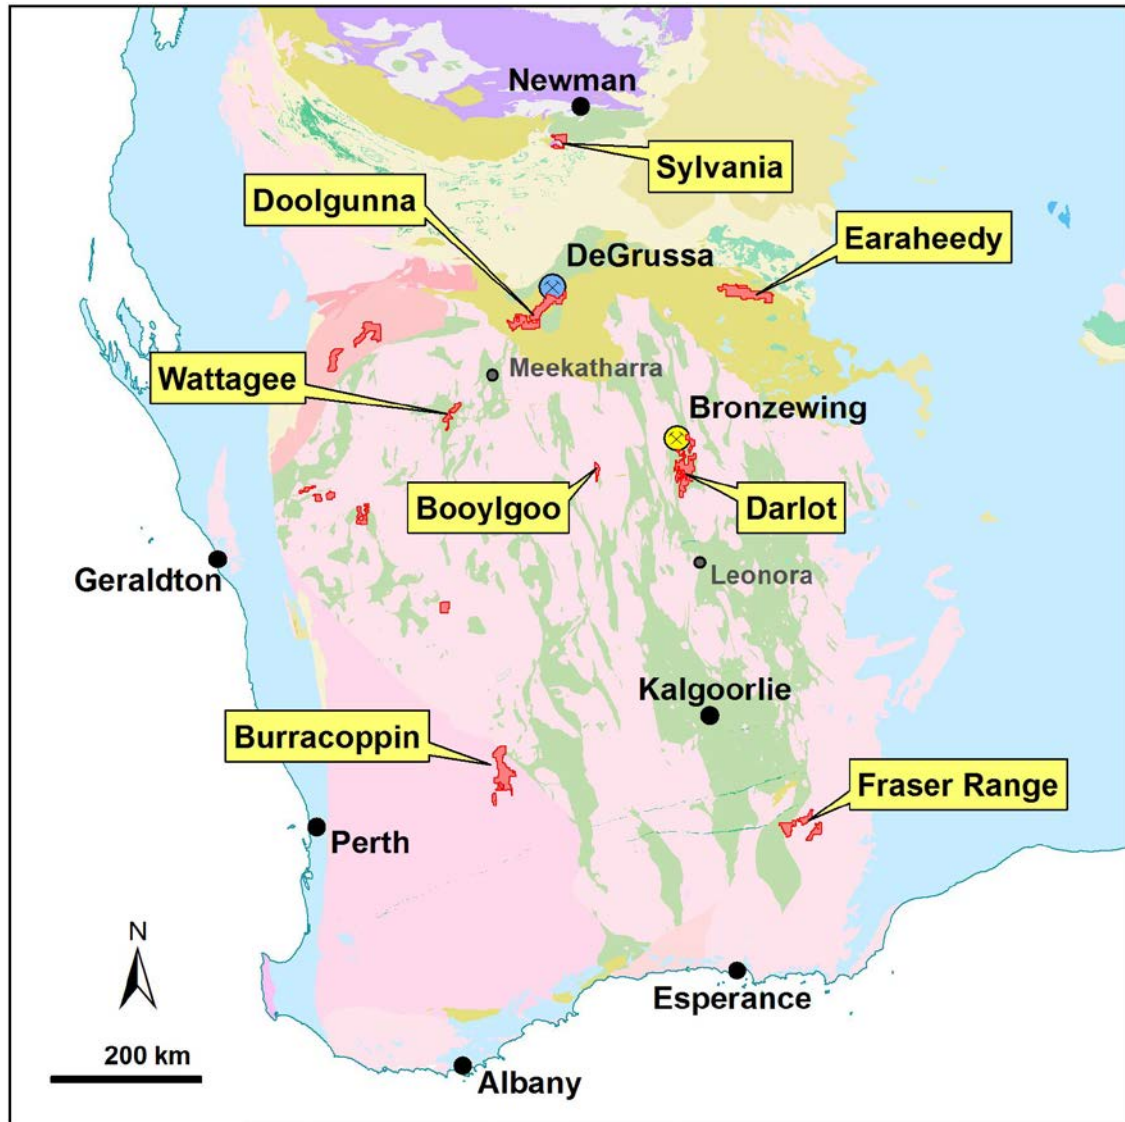 Newman
Sylvania
Doolgunna
Earaheedy
DeGrussa
Meekatharra
Wattagee
Bronzewing
Booylgoo
Darlot
Geraldton
Leonora
Kalgoorlie
Burracoppin
Fraser Range
Perth
N
Esperance
200 km
Albany